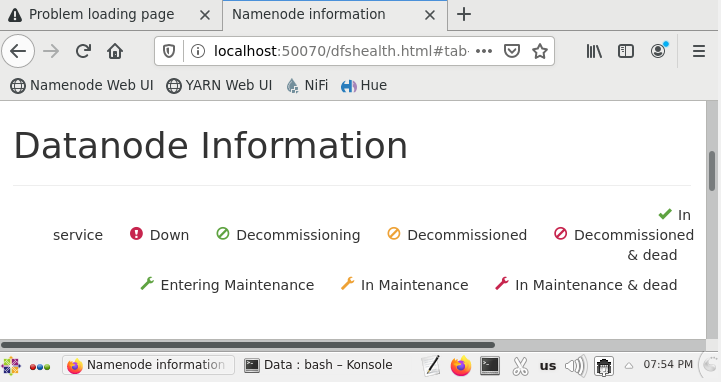 Problem loading page
Namenode information
localhost:50070/dfshealth.html#tab-
Namenode Web UI YARN Web UI NiFi Hue
Datanode Information
In
service Down Decommissioning Decommissioned Decommissioned
& dead
Entering Maintenance In Maintenance In Maintenance & dead
Namenode information Data : bash – Konsole us 07:54 PM